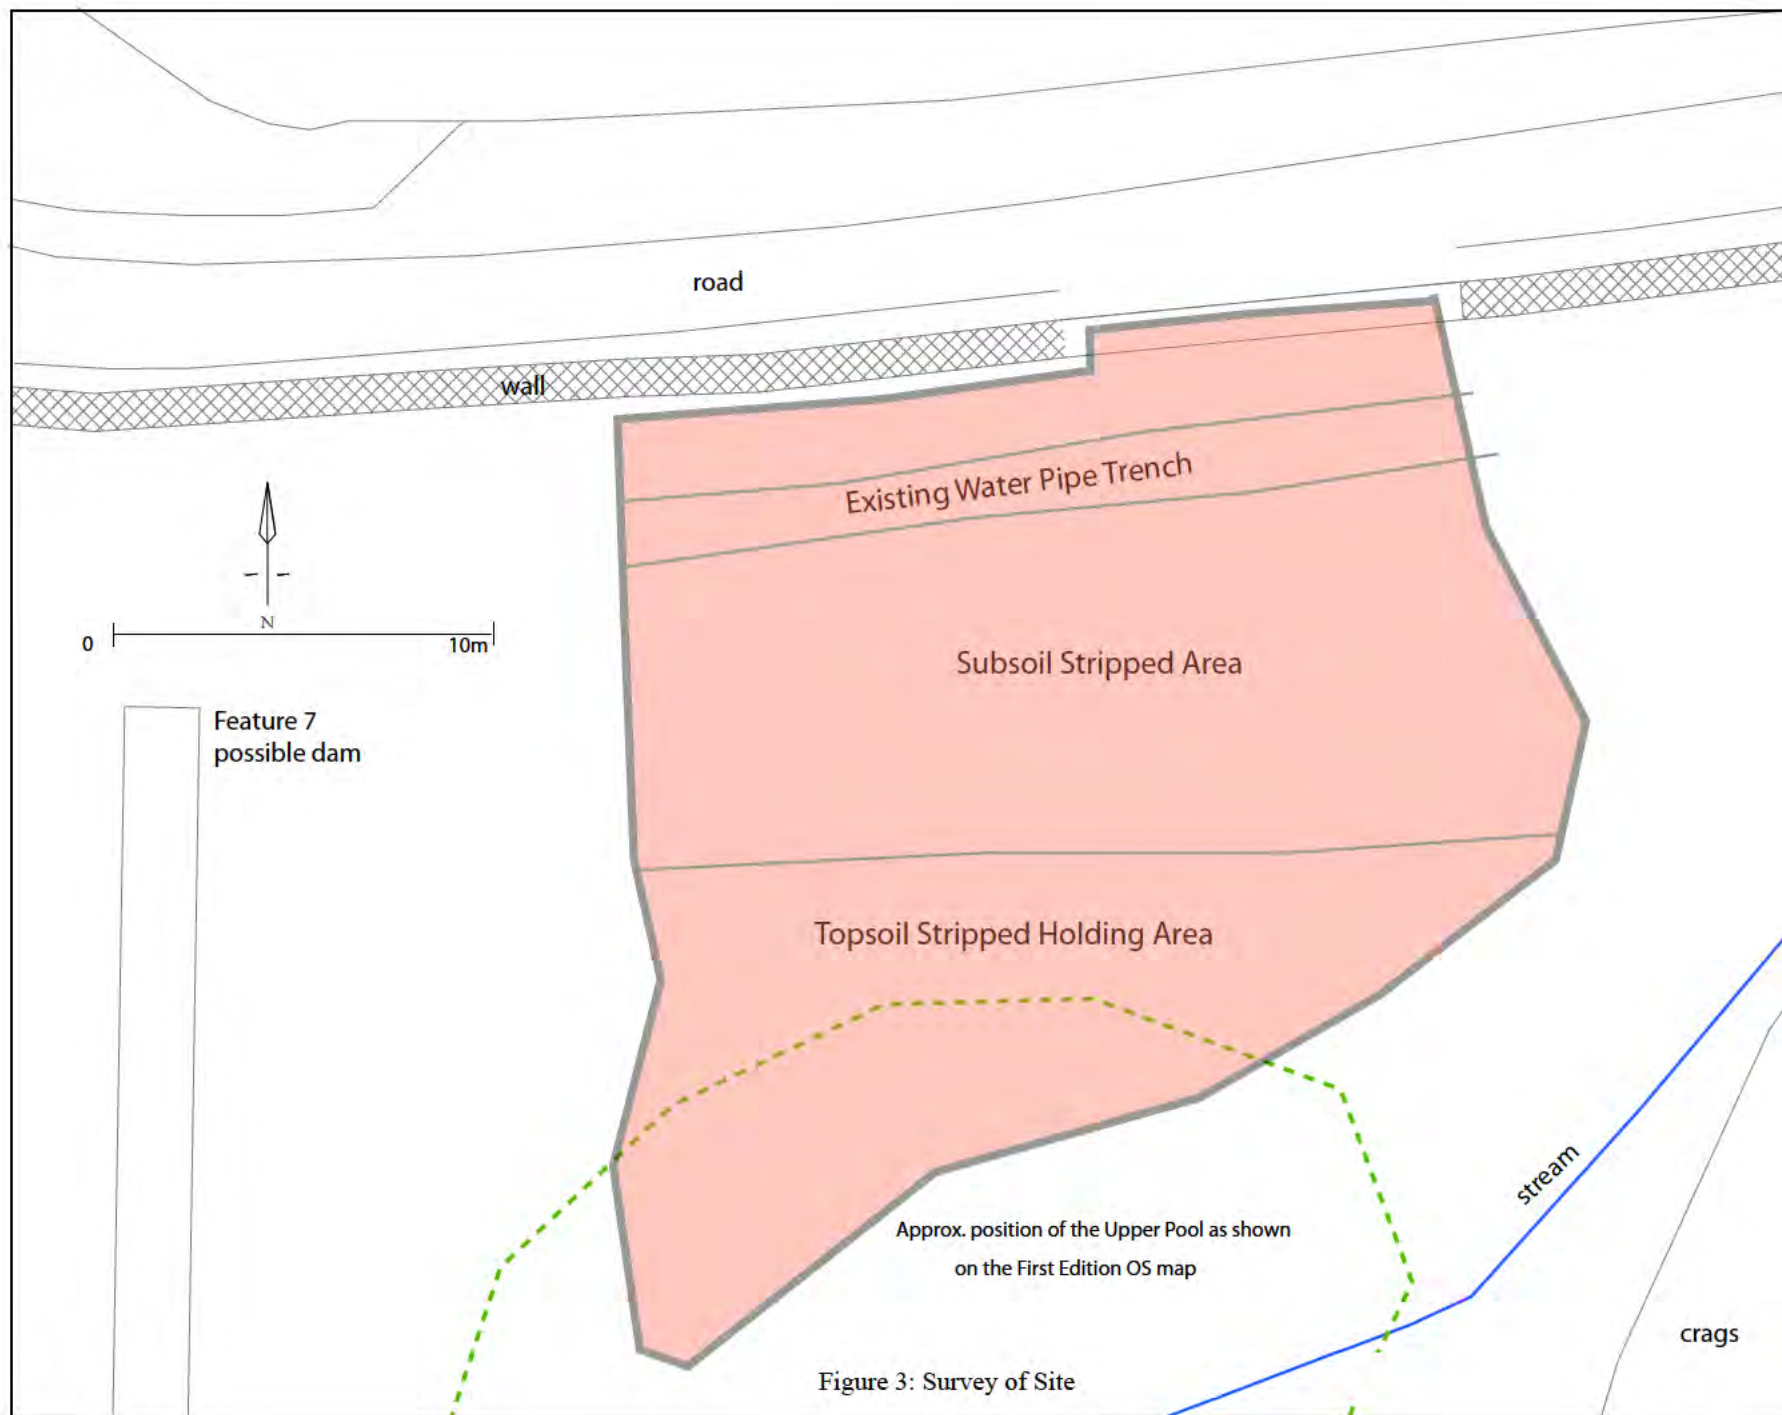 road
wall
Existing Water Pipe Trench
N
0
10m
Subsoil Stripped Area
Feature 7
possible dam
Topsoil Stripped Holding Area
stream
Approx. position of the Upper Pool as shown
on the First Edition OS map
crags
Figure 3: Survey of Site